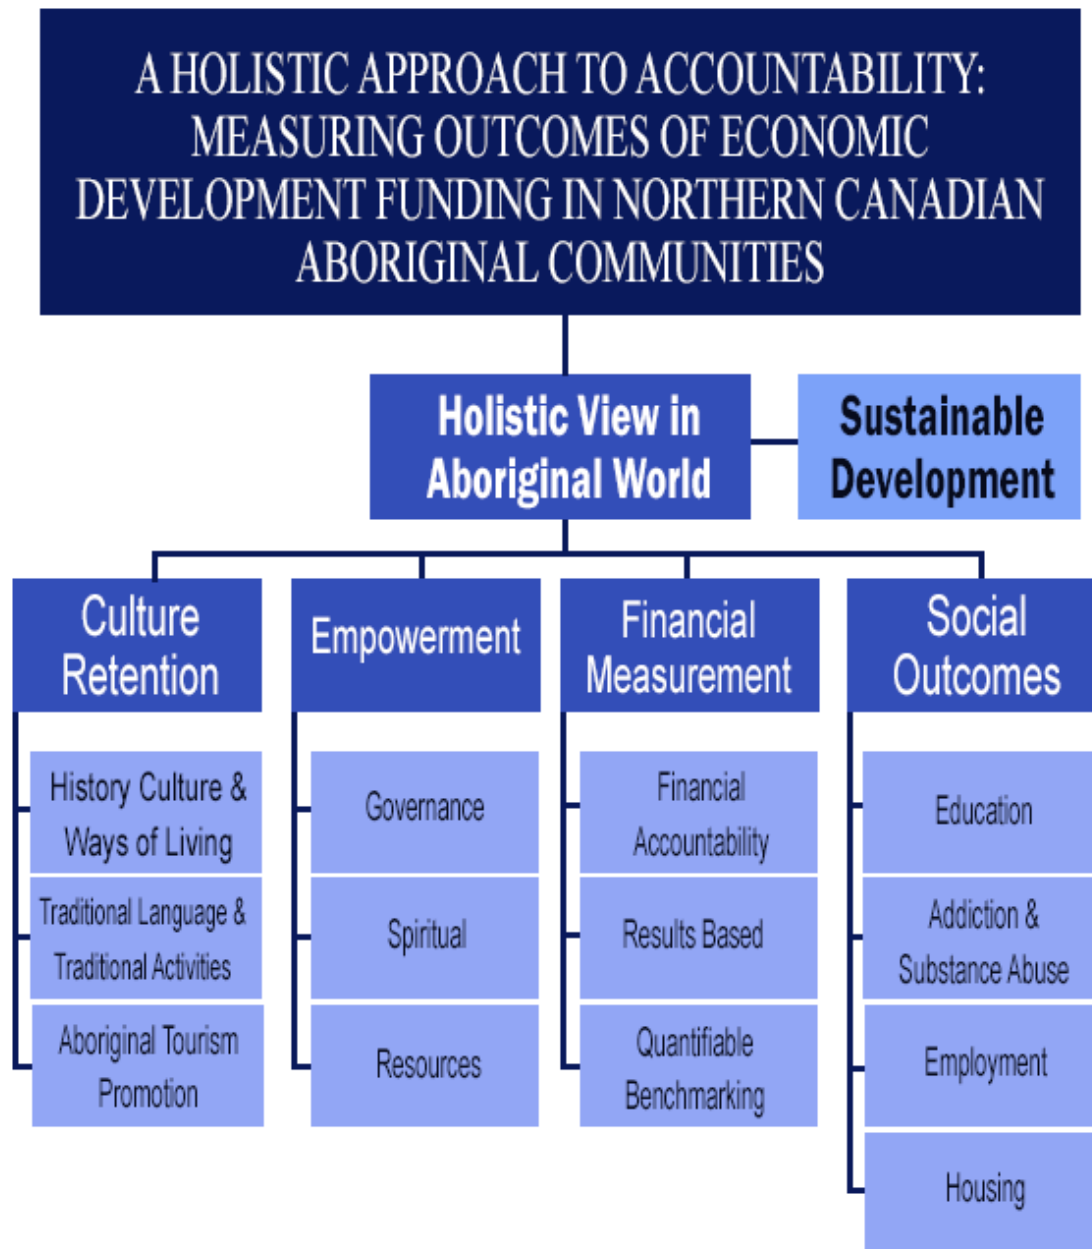 A HOLISTIC APPROACH TO ACCOUNTABILITY:
MEASURING OUTCOMES OF ECONOMIC
DEVELOPMENT FUNDING IN NORTHERN CANADIAN
ABORIGINAL COMMUNITIES
Holistic View in
Aboriginal World
Sustainable
Development
Culture
Retention
History Culture &
Ways of Living
Traditional Language &
Traditional Activities
Aboriginal Tourism
Promotion
Empowerment
Governance
Spiritual
Resources
Financial
Measurement
Financial
Accountability
Results Based
Quantifiable
Benchmarking
Social
Outcomes
Education
Addiction &
Substance Abuse
Employment
Housing